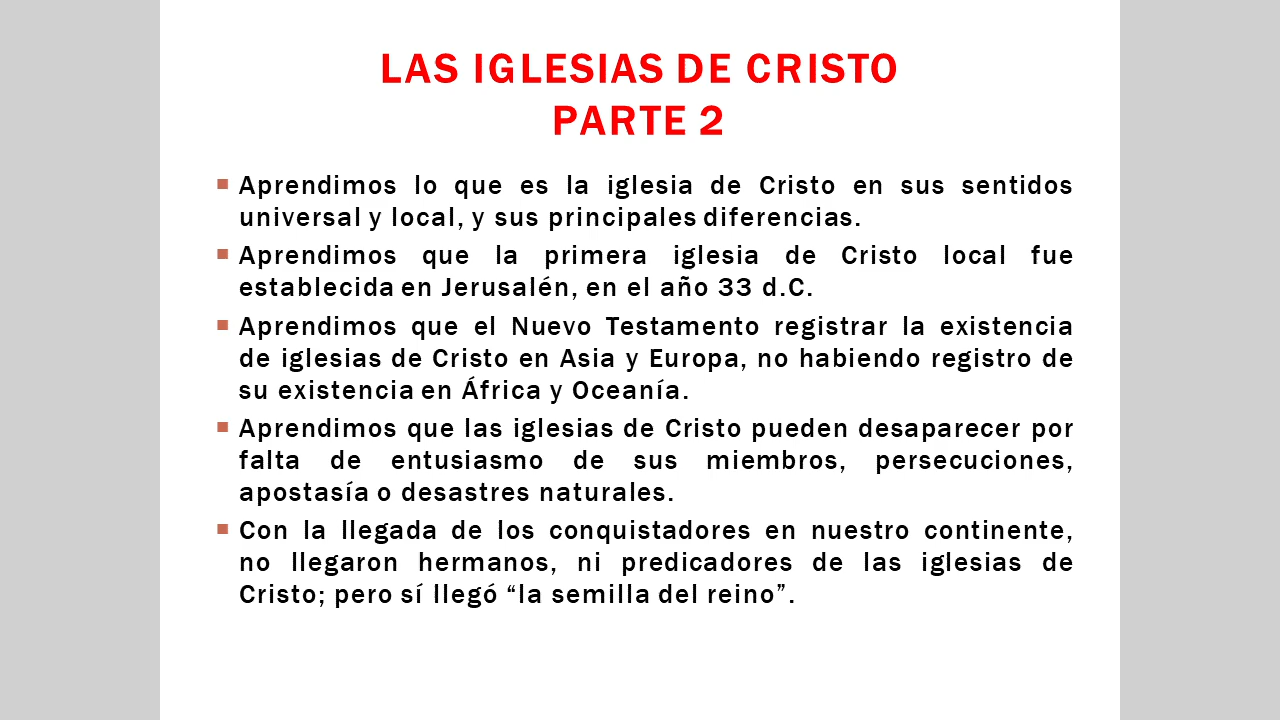 LAS IGLESIAS DE CRISTO
PARTE 2
Aprendimos lo que es la iglesia de Cristo en sus sentidos
universal y local, y sus principales diferencias.
Aprendimos que la primera iglesia de Cristo local fue
establecida en Jerusalén, en el año 33 d.C.
Aprendimos que el Nuevo Testamento registrar la existencia
de iglesias de Cristo en Asia y Europa, no habiendo registro de
su existencia en África y Oceanía.
Aprendimos que las iglesias de Cristo pueden desaparecer por
falta de entusiasmo de sus miembros, persecuciones,
apostasía o desastres naturales.
Con la llegada de los conquistadores en nuestro continente,
no llegaron hermanos, ni predicadores de las iglesias de
Cristo; pero sí llegó “la semilla del reino”.